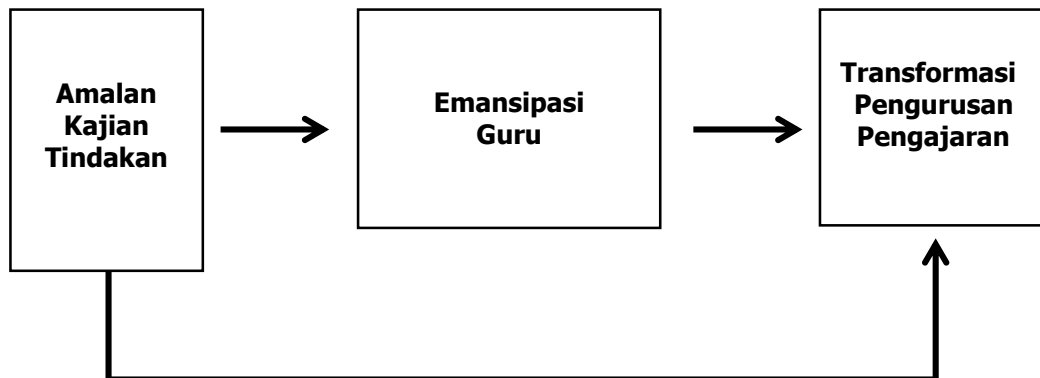 Amalan
Kajian
Tindakan
Emansipasi
Guru
Transformasi
Pengurusan
Pengajaran